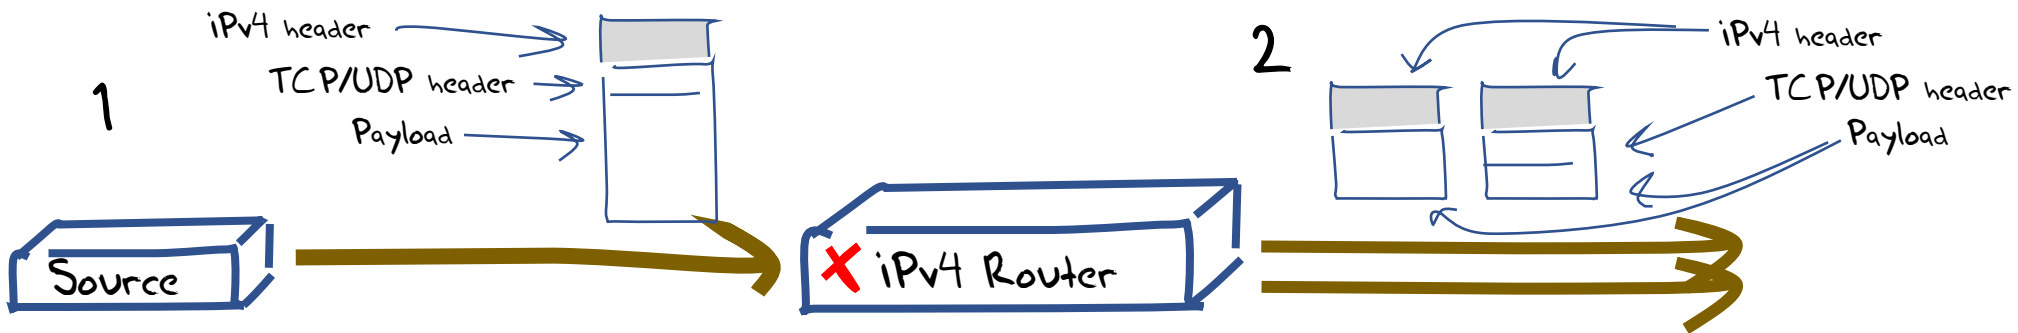 1
iPv4 header
TCP/UDP header
Payload
Source
iPv4 Router
2
iPv4 header
TCP/UDP header
Payload